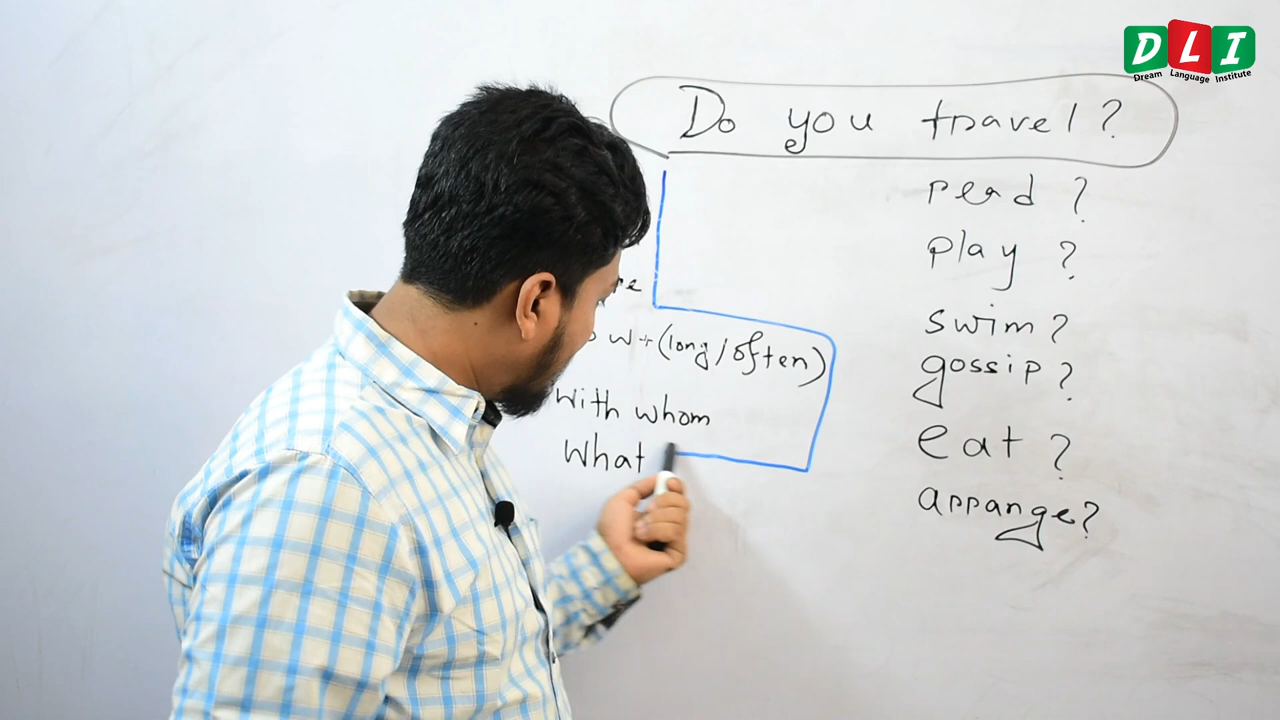 DLI
Dream Language Institute
Do you travel?
read ?
play ?
swim?
gossip?
eat ?
arrange?
w+(long/often)
With whom
What